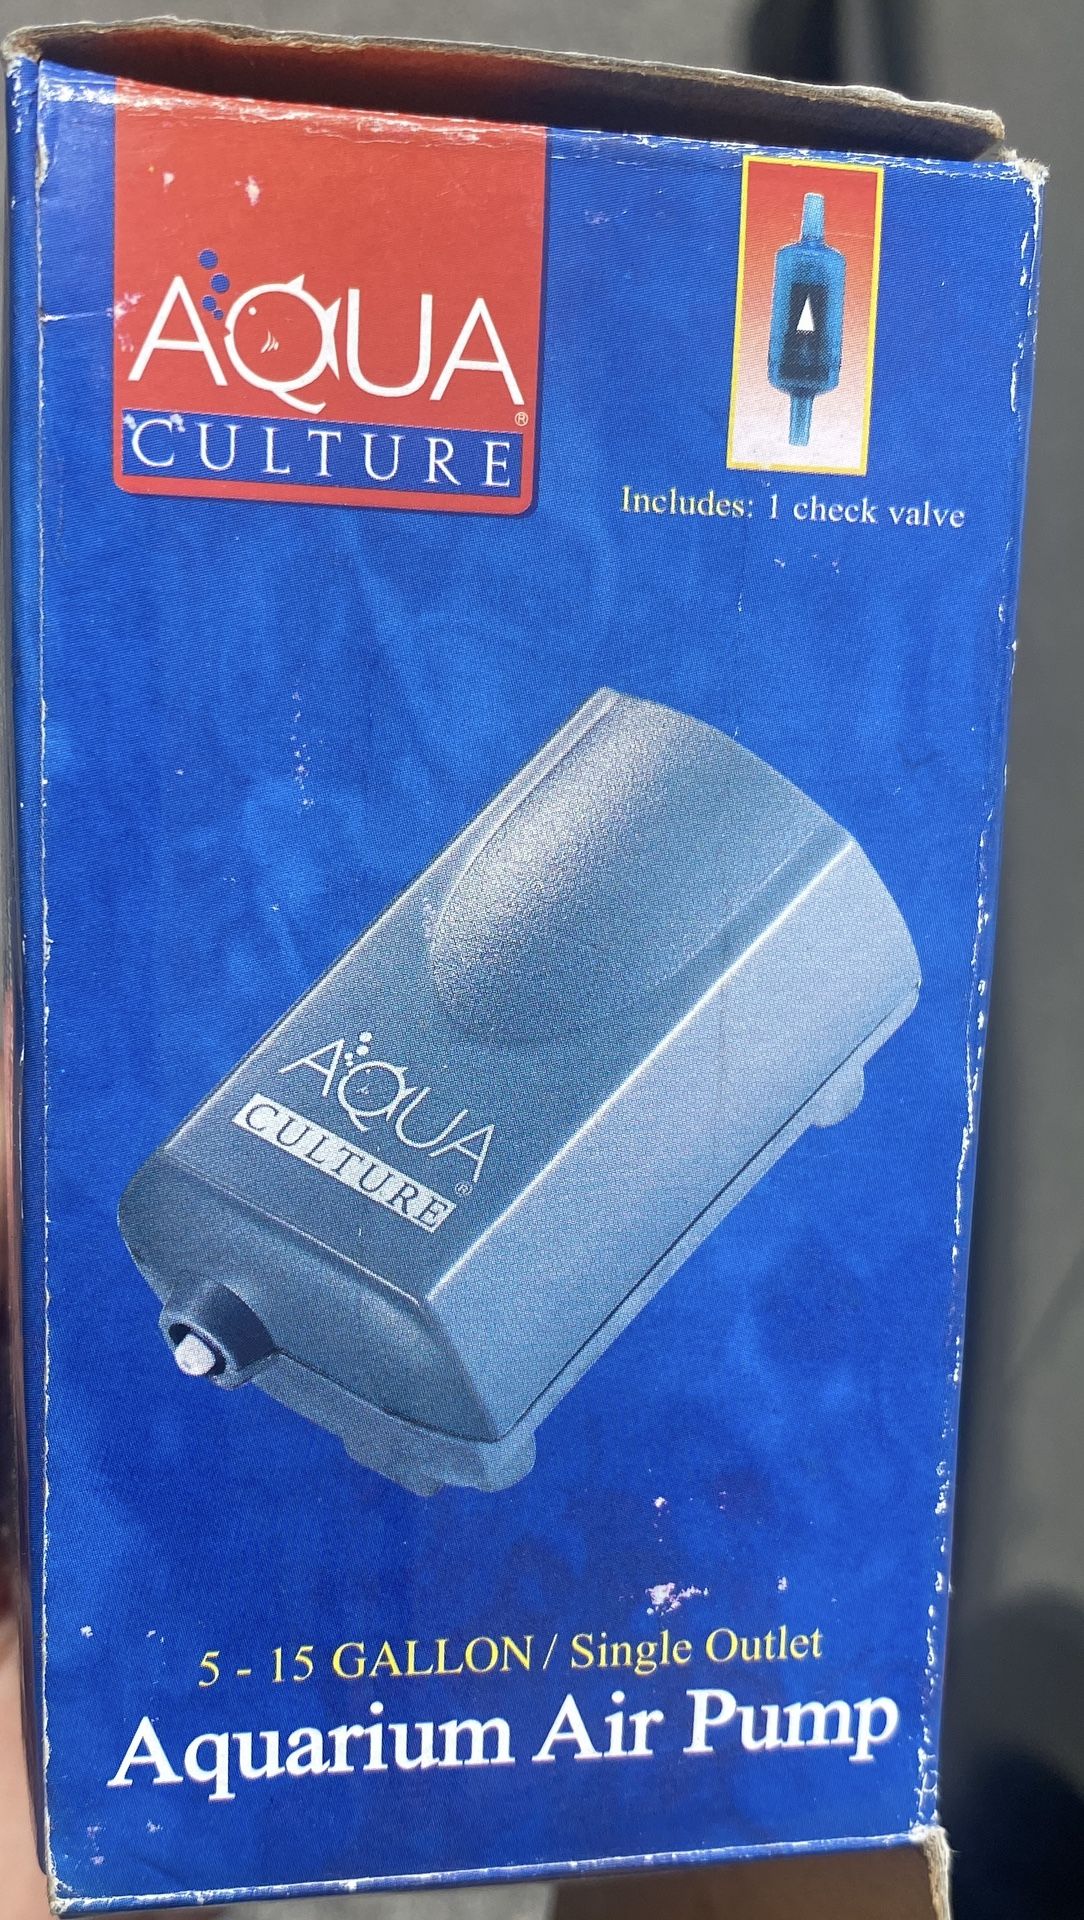 AQUA
CULTURE®
Includes: 1 check valve
AQUA
CULTURE®
5 - 15 GALLON / Single Outlet
Aquarium Air Pump